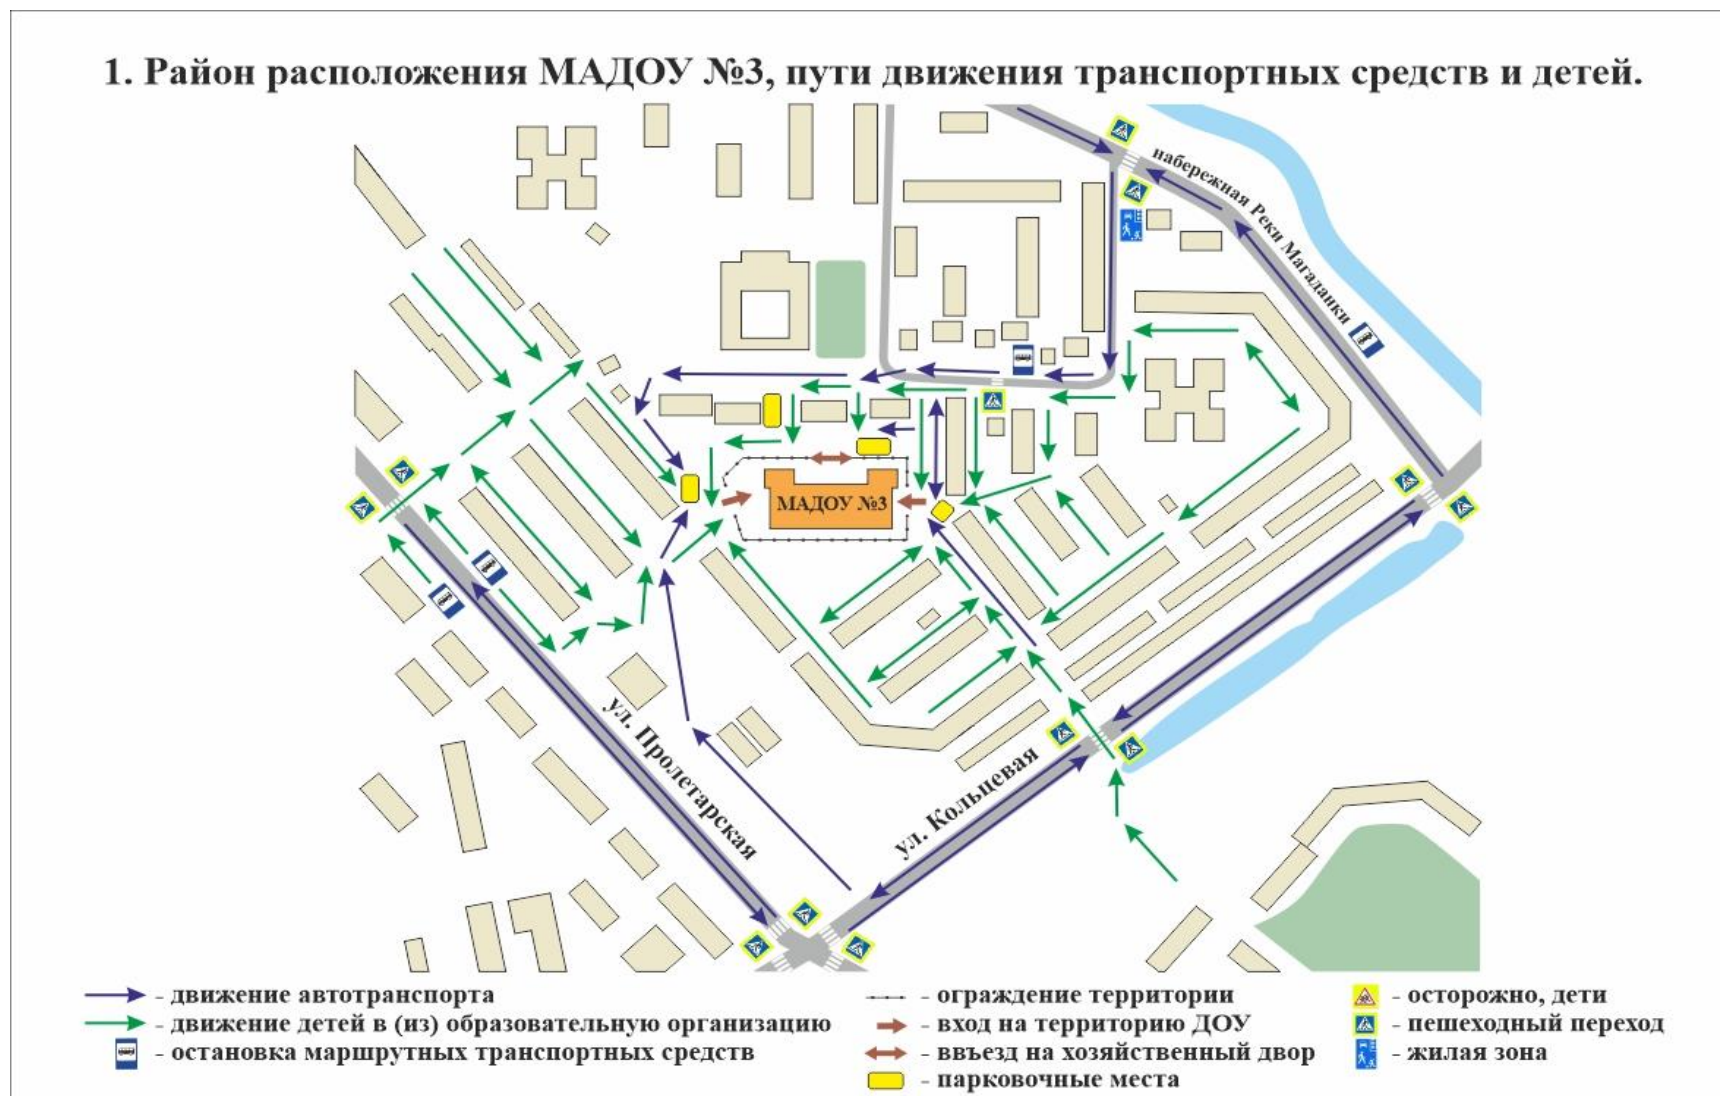 1. Район расположения МАДОУ №3, пути движения транспортных средств и детей.
набережная Реки Магаданки
МАДОУ №3
ул. Пролетарская
ул. Кольцевая
- движение автотранспорта
- движение детей в (из) образовательную организацию
- остановка маршрутных транспортных средств
- ограждение территории
- вход на территорию ДОУ
- ввъезд на хозяйственный двор
- парковочные места
- осторожно, дети
- пешеходный переход
- жилая зона